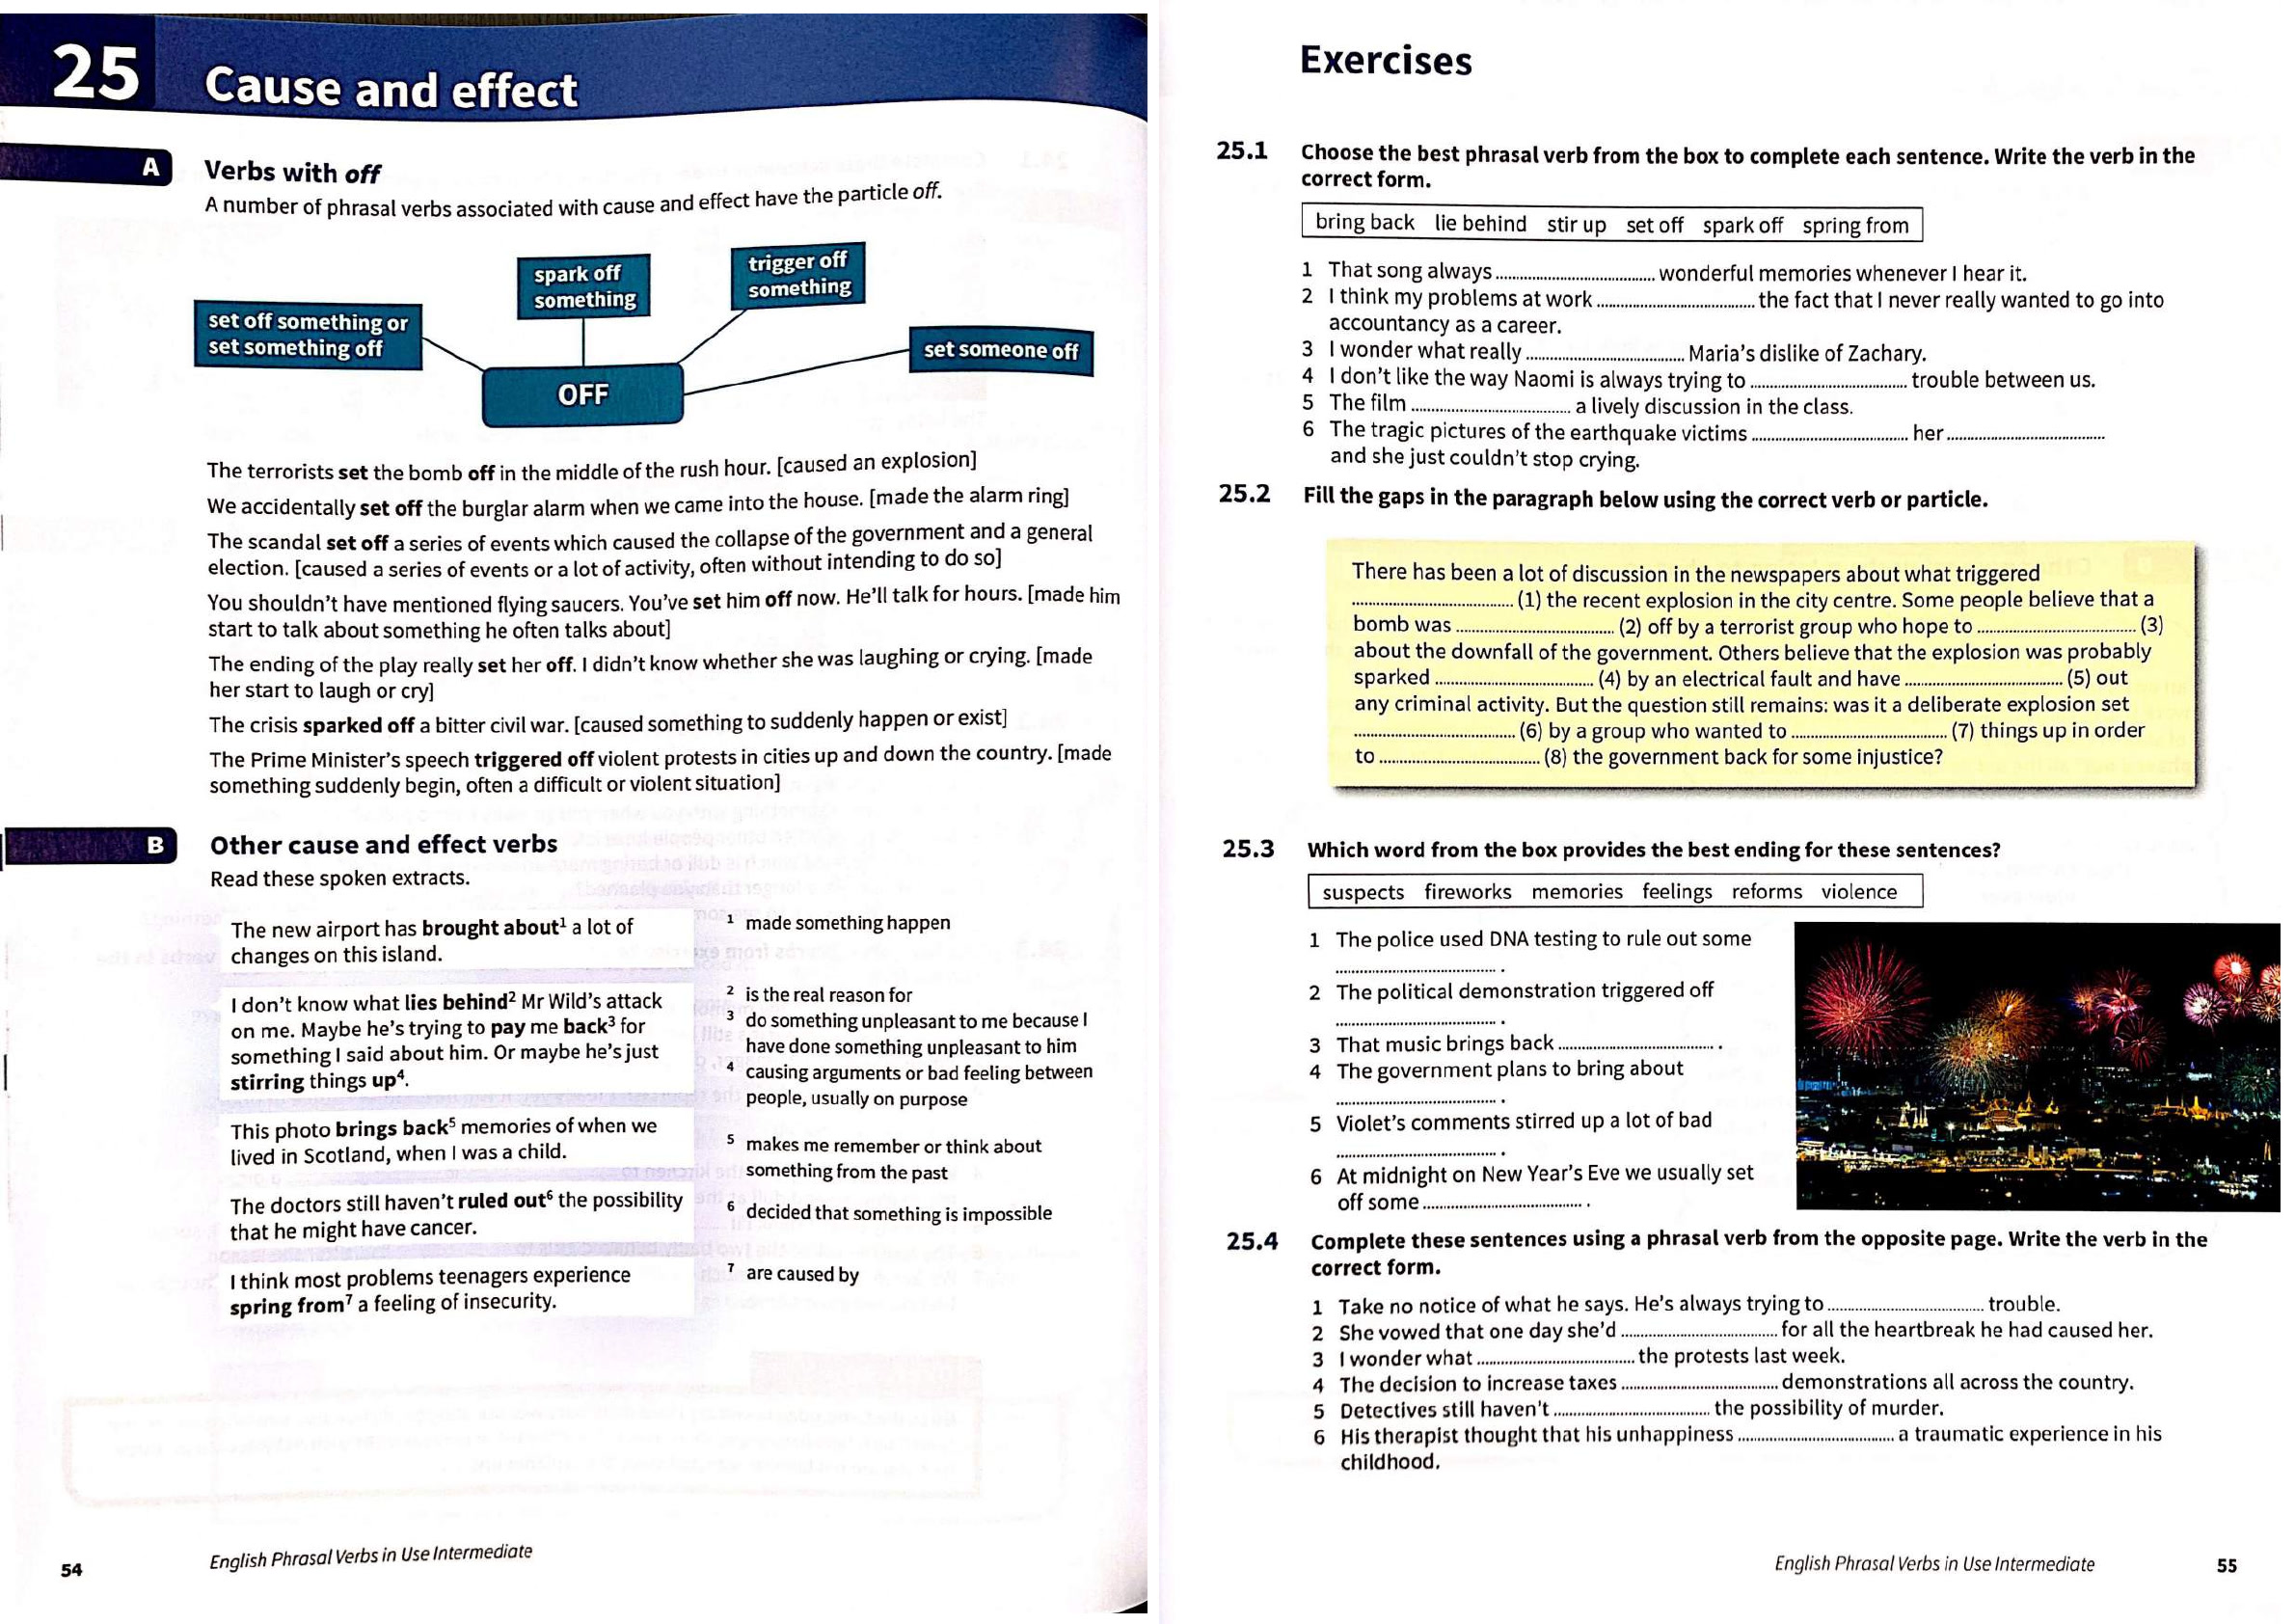 25
Cause and effect
A
Verbs with off
A number of phrasal verbs associated with cause and effect have the particle off.
set off something or
set something off
spark off
something
trigger off
something
set someone off
OFF
The terrorists set the bomb off in the middle of the rush hour. [caused an explosion]
We accidentally set off the burglar alarm when we came into the house. [made the alarm ring]
The scandal set off a series of events which caused the collapse of the government and a general
election. [caused a series of events or a lot of activity, often without intending to do so]
You shouldn't have mentioned flying saucers. You've set him off now. He'll talk for hours. [made him
start to talk about something he often talks about]
The ending of the play really set her off. I didn't know whether she was laughing or crying. [made
her start to laugh or cry]
The crisis sparked off a bitter civil war. [caused something to suddenly happen or exist]
The Prime Minister's speech triggered off violent protests in cities up and down the country. [made
something suddenly begin, often a difficult or violent situation]
B
Other cause and effect verbs
Read these spoken extracts.
The new airport has brought about¹ a lot of
changes on this island.
¹ made something happen
I don't know what lies behind² Mr Wild's attack
on me. Maybe he's trying to pay me back³ for
something I said about him. Or maybe he's just
stirring things up⁴.
² is the real reason for
³ do something unpleasant to me because I
have done something unpleasant to him
⁴ causing arguments or bad feeling between
people, usually on purpose
This photo brings back⁵ memories of when we
lived in Scotland, when I was a child.
⁵ makes me remember or think about
something from the past
The doctors still haven't ruled out⁶ the possibility
that he might have cancer.
⁶ decided that something is impossible
I think most problems teenagers experience
spring from⁷ a feeling of insecurity.
⁷ are caused by
54
English Phrasal Verbs in Use Intermediate
Exercises
25.1 Choose the best phrasal verb from the box to complete each sentence. Write the verb in the
correct form.
bring back lie behind stir up set off spark off spring from
1 That song always .................... wonderful memories whenever I hear it.
2 I think my problems at work .................... the fact that I never really wanted to go into
accountancy as a career.
3 I wonder what really .................... Maria's dislike of Zachary.
4 I don't like the way Naomi is always trying to .................... trouble between us.
5 The film .................... a lively discussion in the class.
6 The tragic pictures of the earthquake victims .................... her ....................
and she just couldn't stop crying.
25.2 Fill the gaps in the paragraph below using the correct verb or particle.
There has been a lot of discussion in the newspapers about what triggered
.................... (1) the recent explosion in the city centre. Some people believe that a
bomb was .................... (2) off by a terrorist group who hope to .................... (3)
about the downfall of the government. Others believe that the explosion was probably
sparked .................... (4) by an electrical fault and have .................... (5) out
any criminal activity. But the question still remains: was it a deliberate explosion set
.................... (6) by a group who wanted to .................... (7) things up in order
to .................... (8) the government back for some injustice?
25.3 Which word from the box provides the best ending for these sentences?
suspects fireworks memories feelings reforms violence
1 The police used DNA testing to rule out some
.................... .
2 The political demonstration triggered off
.................... .
3 That music brings back .................... .
4 The government plans to bring about
.................... .
5 Violet's comments stirred up a lot of bad
.................... .
6 At midnight on New Year's Eve we usually set
off some .................... .
25.4 Complete these sentences using a phrasal verb from the opposite page. Write the verb in the
correct form.
1 Take no notice of what he says. He's always trying to .................... trouble.
2 She vowed that one day she'd .................... for all the heartbreak he had caused her.
3 I wonder what .................... the protests last week.
4 The decision to increase taxes .................... demonstrations all across the country.
5 Detectives still haven't .................... the possibility of murder.
6 His therapist thought that his unhappiness .................... a traumatic experience in his
childhood.
English Phrasal Verbs in Use Intermediate
55